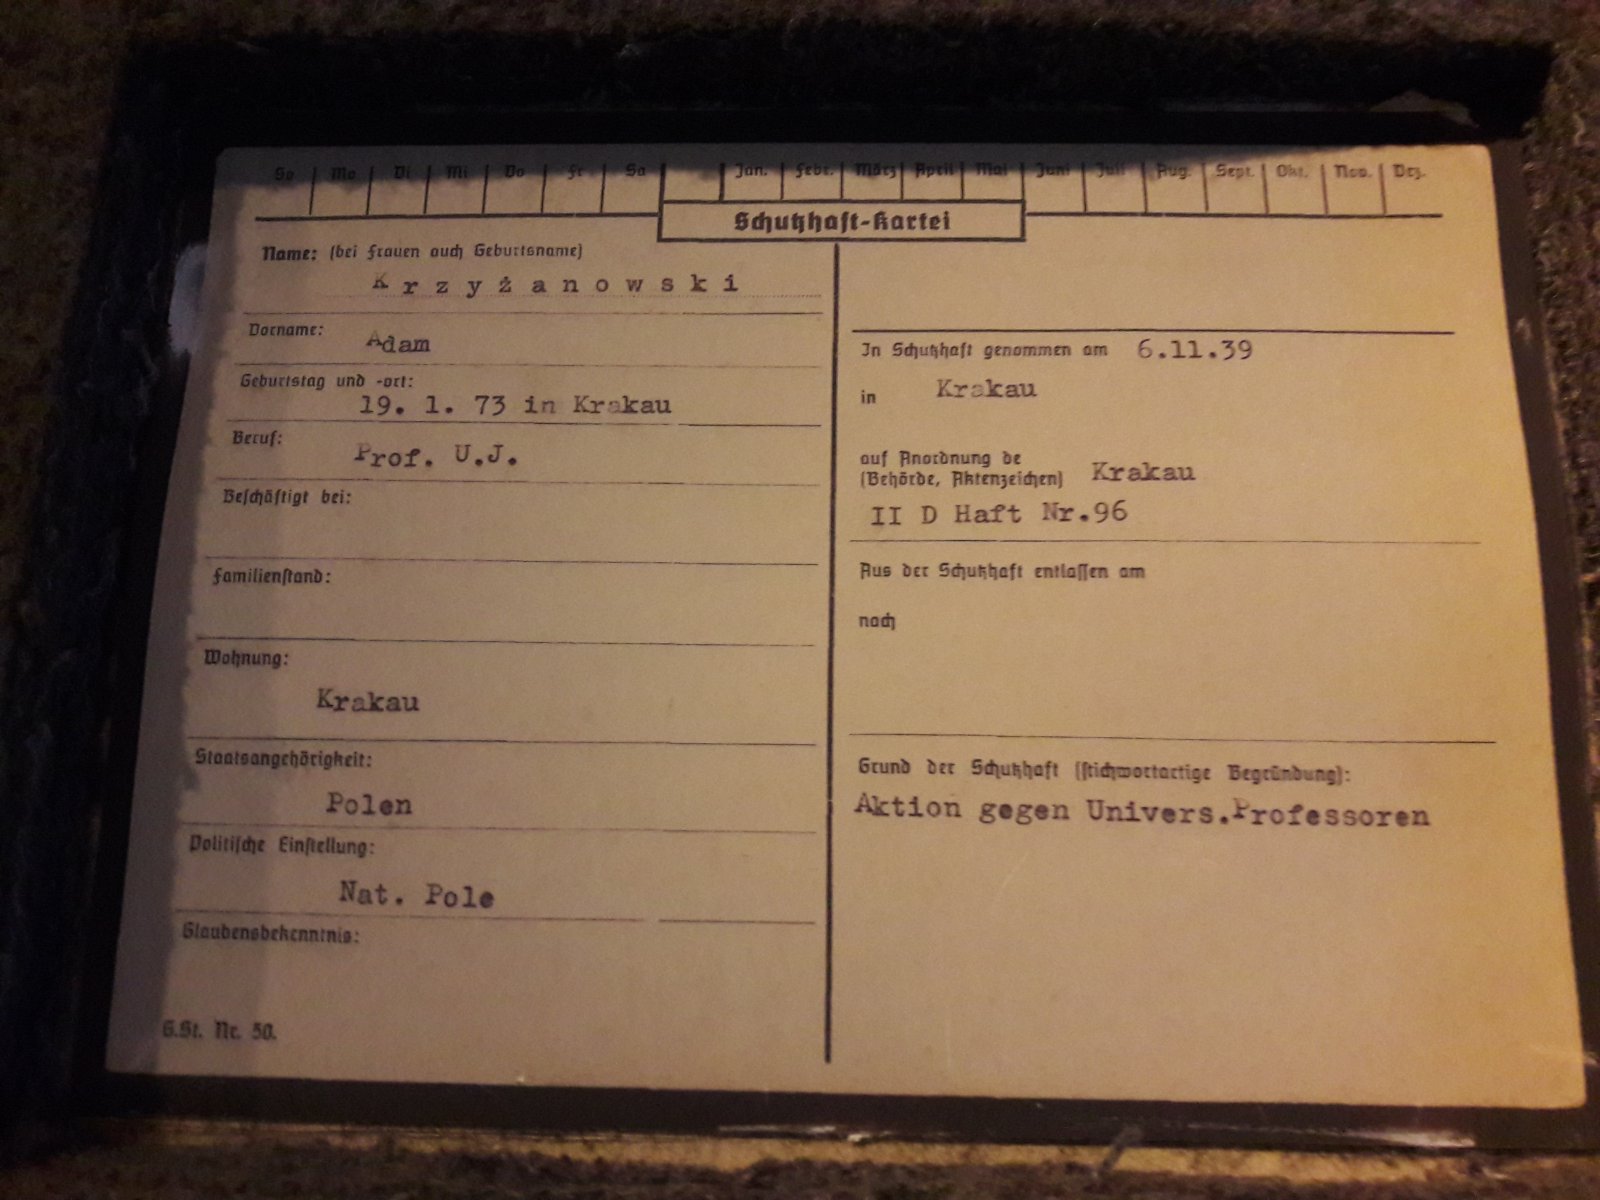 So Mo Di Mi Do Fr Sa Jan. Febr. März April Mai Juni Juli Aug. Sept. Okt. Nov. Dez.
Schutzhaft-Kartei
Name: (bei Frauen auch Geburtsname)
Krzyżanowski
Vorname:
Adam
Geburtstag und -ort:
19. 1. 73 in Krakau
Beruf:
Prof. U.J.
Beschäftigt bei:
Familienstand:
Wohnung:
Krakau
Staatsangehörigkeit:
Polen
Politische Einstellung:
Nat. Pole
Glaubensbekenntnis:
G.St. Nr. 50.
In Schutzhaft genommen am 6.11.39
in Krakau
auf Anordnung de
(Behörde, Aktenzeichen) Krakau
II D Haft Nr.96
Aus der Schutzhaft entlassen am
nach
Grund der Schutzhaft (stichwortartige Begründung):
Aktion gegen Univers.Professoren